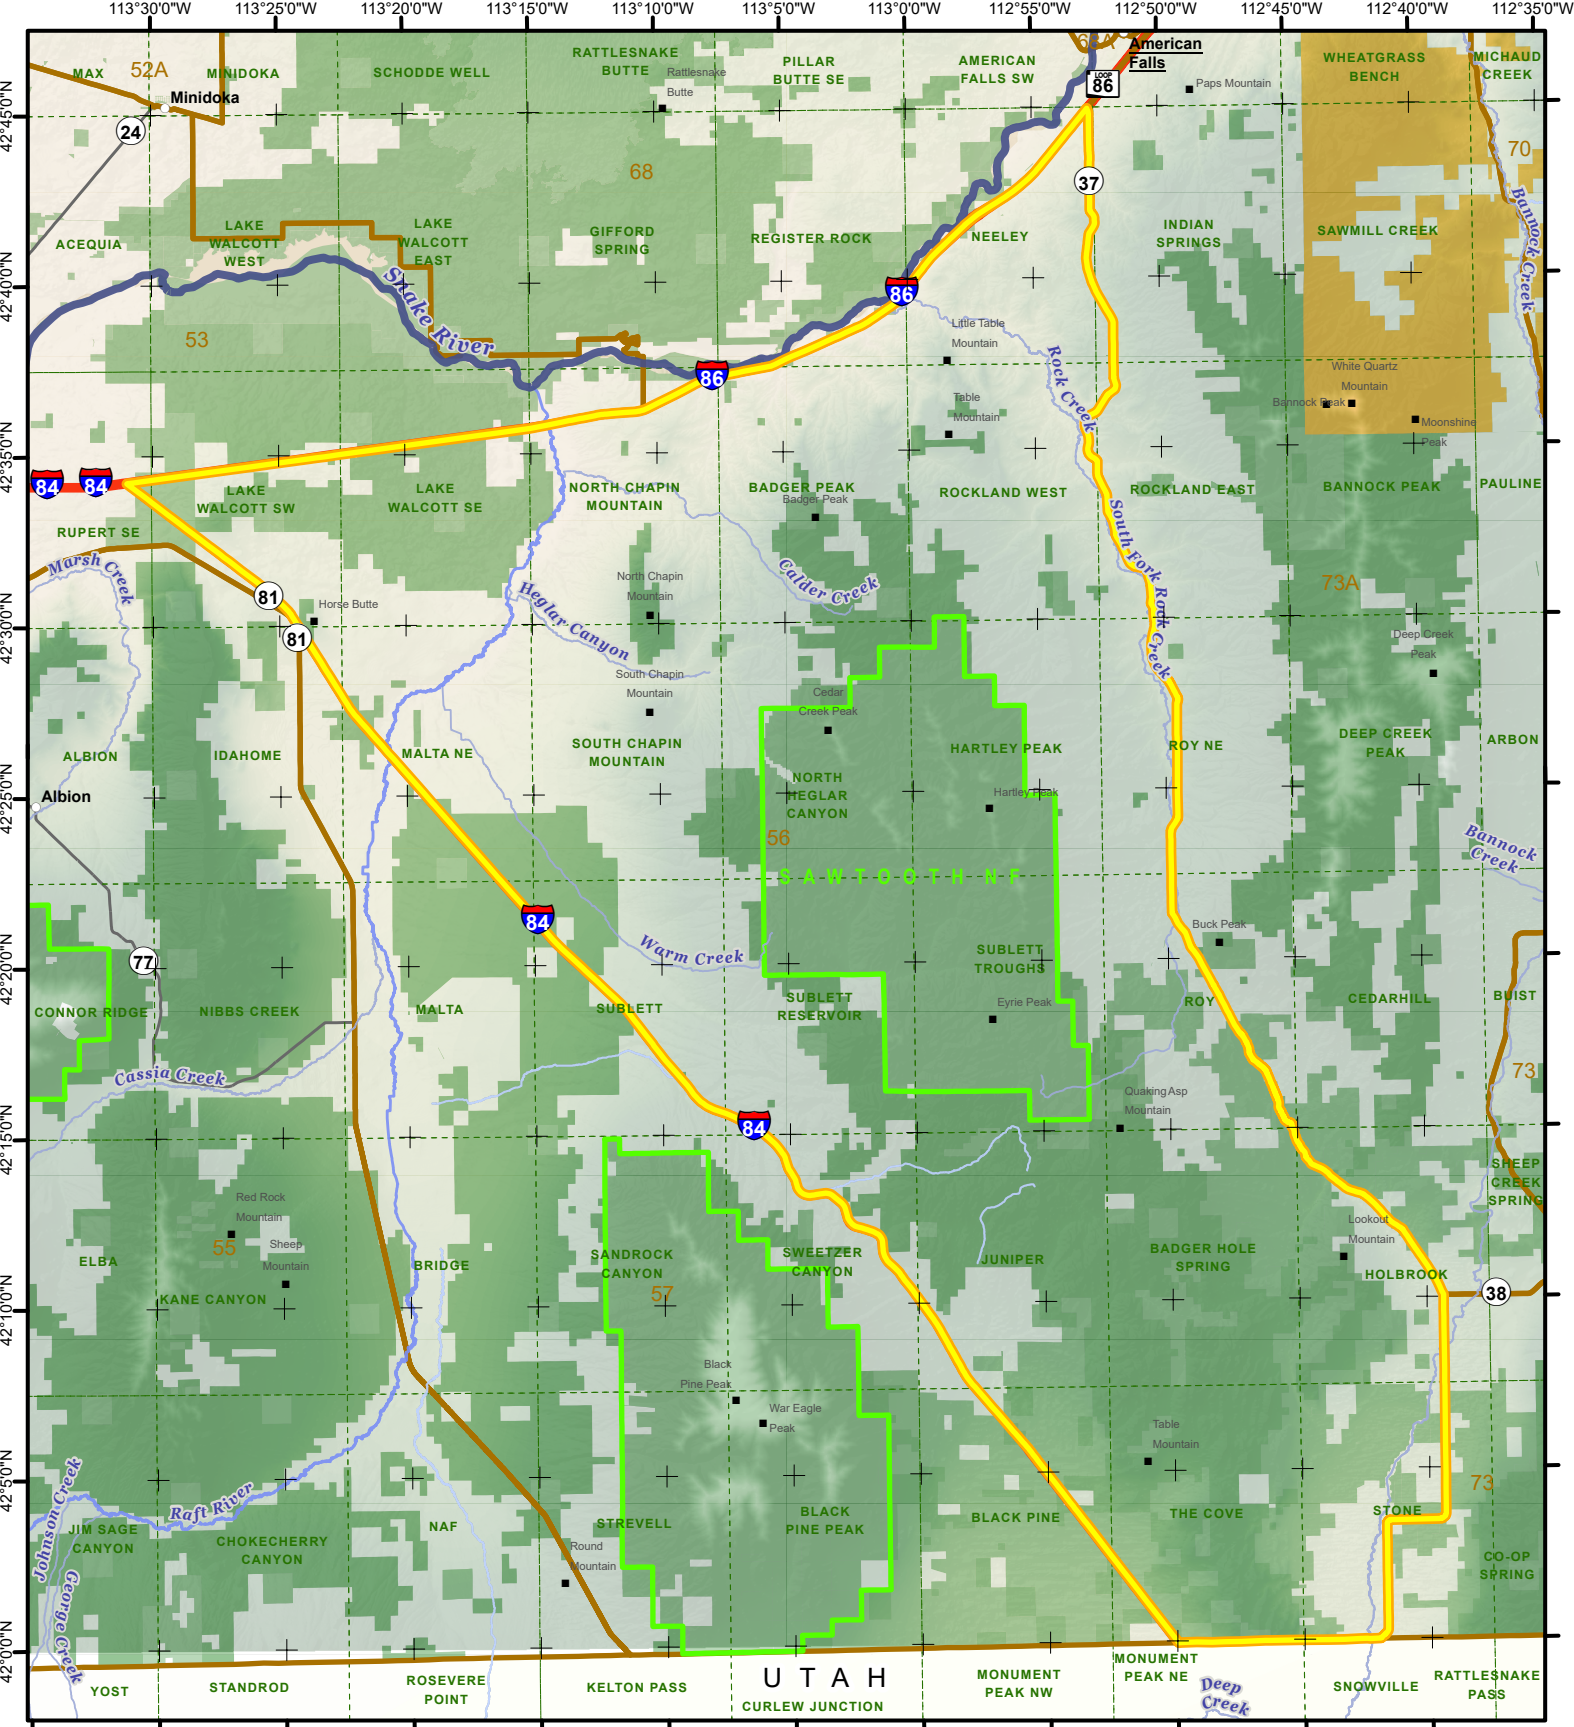 113°30'0"W 113°25'0"W 113°20'0"W 113°15'0"W 113°10'0"W 113°5'0"W 113°0'0"W 112°55'0"W 112°50'0"W 112°45'0"W 112°40'0"W 112°35'0"W
42°45'0"N
42°40'0"N
42°35'0"N
42°30'0"N
42°25'0"N
42°20'0"N
42°15'0"N
42°10'0"N
42°5'0"N
42°0'0"N
MAX
52A
MINIDOKA
SCHODDE WELL
RATTLESNAKE
BUTTE
Rattlesnake
Butte
PILLAR
BUTTE SE
AMERICAN
FALLS SW
68A
American
Falls
LOOP
86
Paps Mountain
WHEATGRASS
BENCH
MICHAUD
CREEK
Minidoka
24
68
37
70
ACEQUIA
LAKE
WALCOTT
WEST
LAKE
WALCOTT
EAST
GIFFORD
SPRING
REGISTER ROCK
NEELEY
INDIAN
SPRINGS
SAWMILL CREEK
Bannock Creek
Snake River
86
53
86
Little Table
Mountain
Rock Creek
Table
Mountain
White Quartz
Mountain
Bannock Peak
Moonshine
Peak
84
84
LAKE
WALCOTT SW
LAKE
WALCOTT SE
NORTH CHAPIN
MOUNTAIN
BADGER PEAK
Badger Peak
ROCKLAND WEST
ROCKLAND EAST
BANNOCK PEAK
PAULINE
RUPERT SE
Marsh Creek
81
Horse Butte
81
Heglar Canyon
North Chapin
Mountain
Calder Creek
South Fork Rock Creek
73A
Deep Creek
Peak
South Chapin
Mountain
Cedar
Creek Peak
ALBION
IDAHOME
MALTA NE
SOUTH CHAPIN
MOUNTAIN
HARTLEY PEAK
ROY NE
DEEP CREEK
PEAK
ARBON
Albion
NORTH
HEGLAR
CANYON
Hartley Peak
56
SAWTOOTH NF
Bannock
Creek
84
Warm Creek
Buck Peak
77
SUBLETT
TROUGHS
CONNOR RIDGE
NIBBS CREEK
MALTA
SUBLETT
SUBLETT
RESERVOIR
Eyrie Peak
ROY
CEDARHILL
BUIST
Cassia Creek
73
Quaking Asp
Mountain
84
SHEEP
CREEK
SPRING
Red Rock
Mountain
55
Sheep
Mountain
Lookout
Mountain
ELBA
KANE CANYON
BRIDGE
SANDROCK
CANYON
57
SWEETZER
CANYON
JUNIPER
BADGER HOLE
SPRING
HOLBROOK
38
Black
Pine Peak
War Eagle
Peak
Table
Mountain
73
Johnson Creek
Raft River
JIM SAGE
CANYON
CHOKECHERRY
CANYON
NAF
STREVELL
BLACK
PINE PEAK
BLACK PINE
THE COVE
STONE
Round
Mountain
CO-OP
SPRING
George Creek
YOST
STANDROD
ROSEVERE
POINT
KELTON PASS
UTAH
CURLEW JUNCTION
MONUMENT
PEAK NW
MONUMENT
PEAK NE
Deep
Creek
SNOWVILLE
RATTLESNAKE
PASS